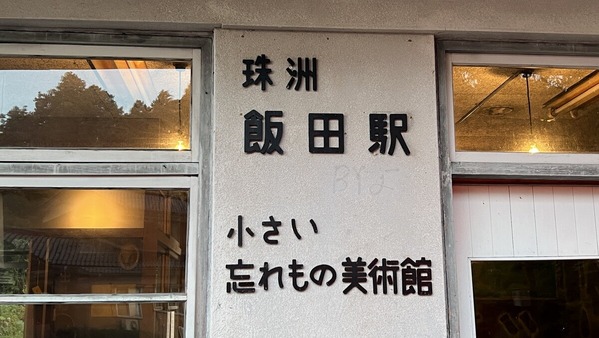 珠洲
飯田駅
小さい
忘れもの美術館